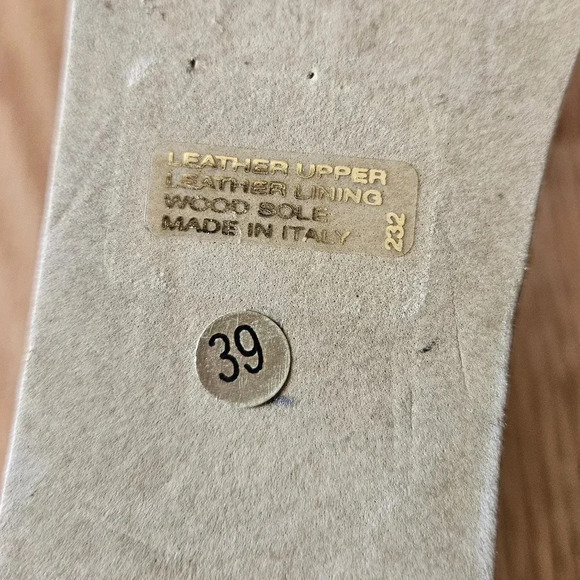 LEATHER UPPER
LEATHER LINING
WOOD SOLE
MADE IN ITALY
232
39